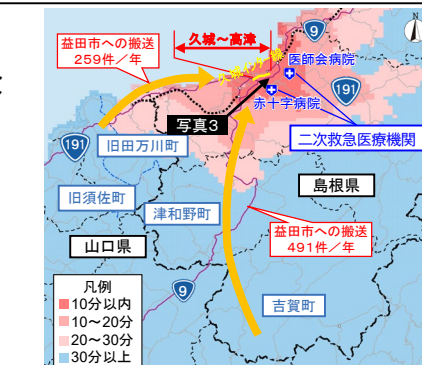 久城～高津
益田市への搬送
259件／年
9
N
医師会病院
赤十字病院
191
写真3
二次救急医療機関
191
旧田万川町
旧須佐町
島根県
津和野町
益田市への搬送
491件／年
山口県
9
吉賀町
凡例
10分以内
10～20分
20～30分
30分以上